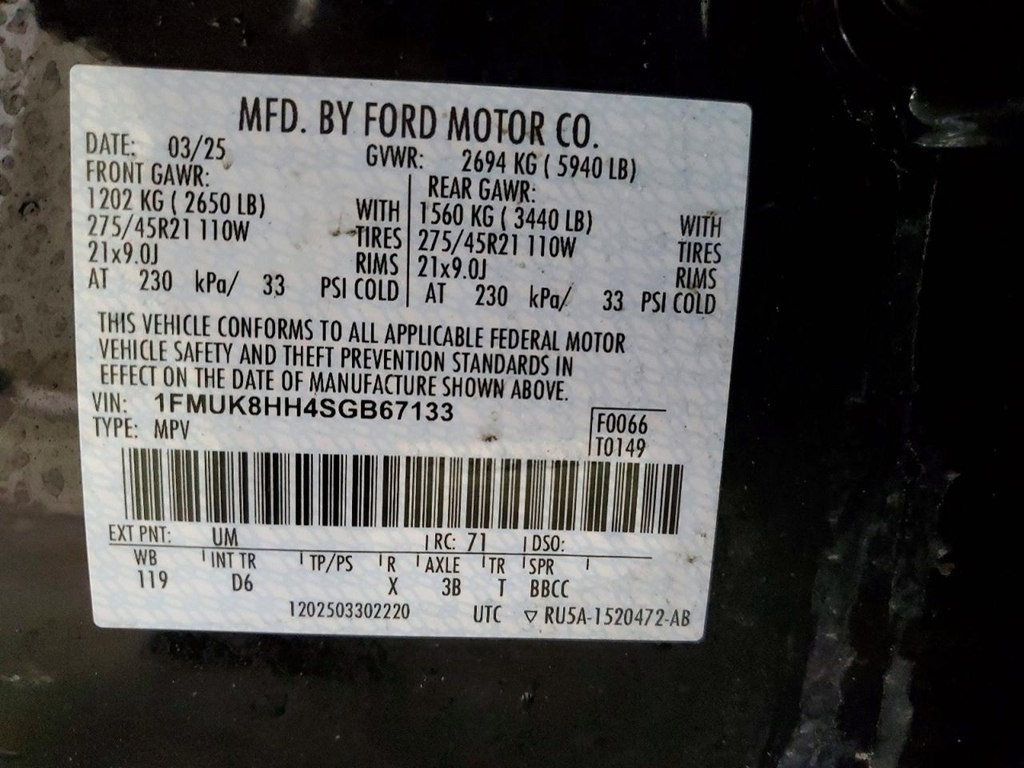 MFD. BY FORD MOTOR CO.
DATE: 03/25 GVWR: 2694 KG ( 5940 LB)
FRONT GAWR: REAR GAWR:
1202 KG ( 2650 LB) WITH 1560 KG ( 3440 LB) WITH
275/45R21 110W TIRES 275/45R21 110W TIRES
21x9.0J RIMS 21x9.0J RIMS
AT 230 kPa/ 33 PSI COLD AT 230 kPa/ 33 PSI COLD
THIS VEHICLE CONFORMS TO ALL APPLICABLE FEDERAL MOTOR
VEHICLE SAFETY AND THEFT PREVENTION STANDARDS IN
EFFECT ON THE DATE OF MANUFACTURE SHOWN ABOVE.
VIN: 1FMUK8HH4SGB67133
TYPE: MPV
F0066
T0149
EXT PNT: UM RC: 71 DSO:
WB INT TR TP/PS R AXLE TR SPR
119 D6 X 3B T BBCC
1202503302220 UTC ▽ RU5A-1520472-AB